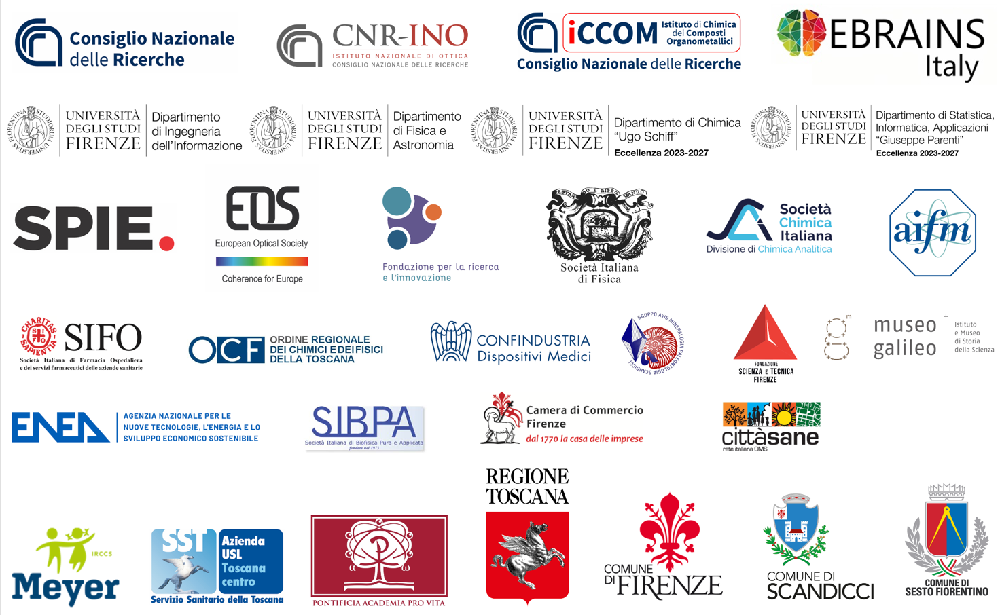 Consiglio Nazionale
delle Ricerche
CNR-INO
ISTITUTO NAZIONALE DI OTTICA
CONSIGLIO NAZIONALE DELLE RICERCHE
iCCOM
Istituto di Chimica
dei Composti
Organometallici
Consiglio Nazionale delle Ricerche
EBRAINS
Italy
UNIVERSITÀ
DEGLI STUDI
FIRENZE
Dipartimento
di Ingegneria
dell'Informazione
UNIVERSITÀ
DEGLI STUDI
FIRENZE
Dipartimento
di Fisica e
Astronomia
UNIVERSITÀ
DEGLI STUDI
FIRENZE
Dipartimento di Chimica
"Ugo Schiff"
Eccellenza 2023-2027
UNIVERSITÀ
DEGLI STUDI
FIRENZE
Dipartimento di Statistica,
Informatica, Applicazioni
"Giuseppe Parenti"
Eccellenza 2023-2027
SPIE.
EOS
European Optical Society
Coherence for Europe
Fondazione per la ricerca
e l'innovazione
PROVANDO E RIPROVANDO
Società Italiana
di Fisica
Società
Chimica
Italiana
Divisione di Chimica Analitica
aifm
CHARITAS
SAPIENTIA
SIFO
Società Italiana di Farmacia Ospedaliera
e dei servizi farmaceutici delle aziende sanitarie
OCF
ORDINE REGIONALE
DEI CHIMICI E DEI FISICI
DELLA TOSCANA
CONFINDUSTRIA
Dispositivi Medici
GRUPPO AVIS MINERALOGIA PALEONTOLOGIA SCANDICCI
FONDAZIONE
SCIENZA E TECNICA
FIRENZE
m
museo
galileo
Istituto
e Museo
di Storia
della Scienza
ENEA
AGENZIA NAZIONALE PER LE
NUOVE TECNOLOGIE, L'ENERGIA E LO
SVILUPPO ECONOMICO SOSTENIBILE
SIBPA
Società Italiana di Biofisica Pura e Applicata
fondata nel 1973
Camera di Commercio
Firenze
dal 1770 la casa delle imprese
cittàsane
rete italiana OMS
IRCCS
Meyer
SST
Azienda
USL
Toscana
centro
Servizio Sanitario della Toscana
α ω
PONTIFICIA ACADEMIA PRO VITA
REGIONE
TOSCANA
COMUNE
DI FIRENZE
COMUNE DI
SCANDICCI
COMUNE DI
SESTO FIORENTINO